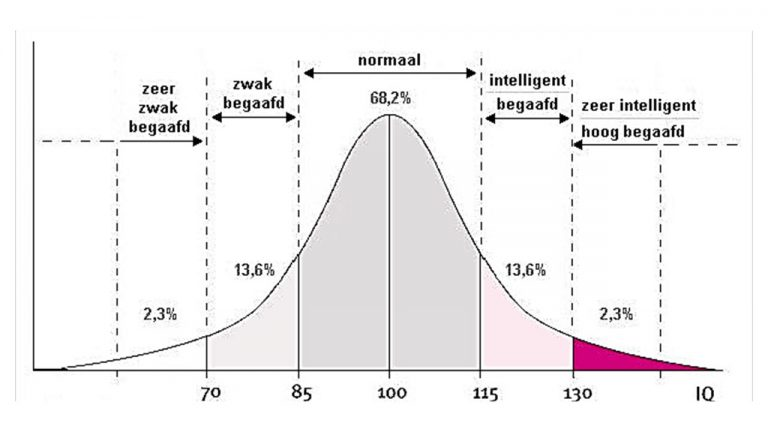 normaal
zeer
zwak
begaafd
zwak
begaafd
intelligent
begaafd
zeer intelligent
hoog begaafd
68,2%
13,6%
13,6%
2,3%
2,3%
70
85
100
115
130
IQ